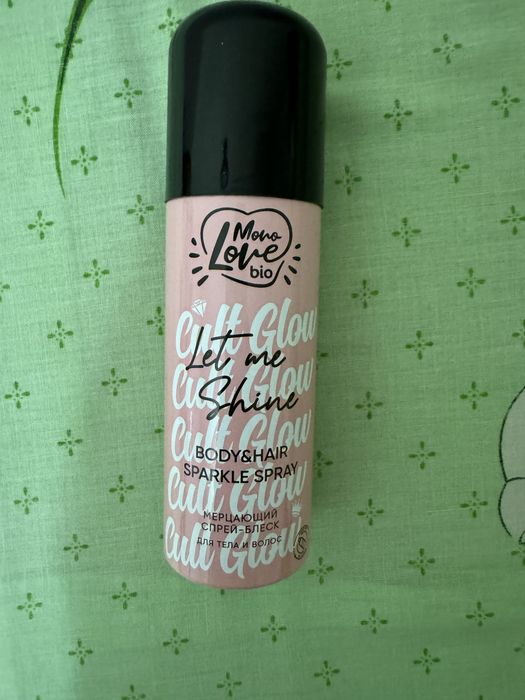 Mono
Love
bio
Cult Glow
Let me
Cult Glow
Shine
Cult Glow
BODY&HAIR
SPARKLE SPRAY
Cult Glow
МЕРЦАЮЩИЙ
СПРЕЙ-БЛЕСК
ДЛЯ ТЕЛА И ВОЛОС
Cult Glow